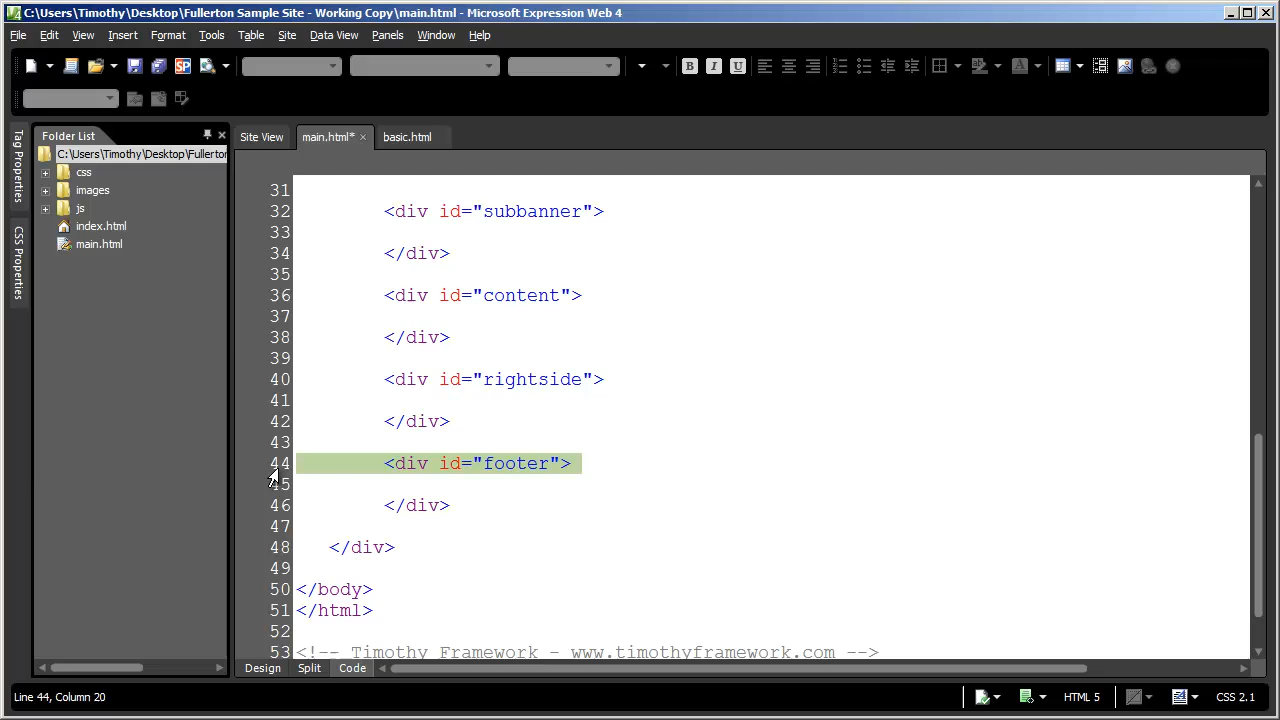 C:\Users\Timothy\Desktop\Fullerton Sample Site - Working Copy\main.html - Microsoft Expression Web 4
File Edit View Insert Format Tools Table Site Data View Panels Window Help
B I U
Tag Properties
CSS Properties
Folder List
C:\Users\Timothy\Desktop\Fullerton
css
images
js
index.html
main.html
Site View main.html* basic.html
31
32 <div id="subbanner">
33
34 </div>
35
36 <div id="content">
37
38 </div>
39
40 <div id="rightside">
41
42 </div>
43
44 <div id="footer">
45
46 </div>
47
48 </div>
49
50 </body>
51 </html>
52
53 <!-- Timothy Framework - www.timothyframework.com -->
Design Split Code
Line 44, Column 20
HTML 5 CSS 2.1